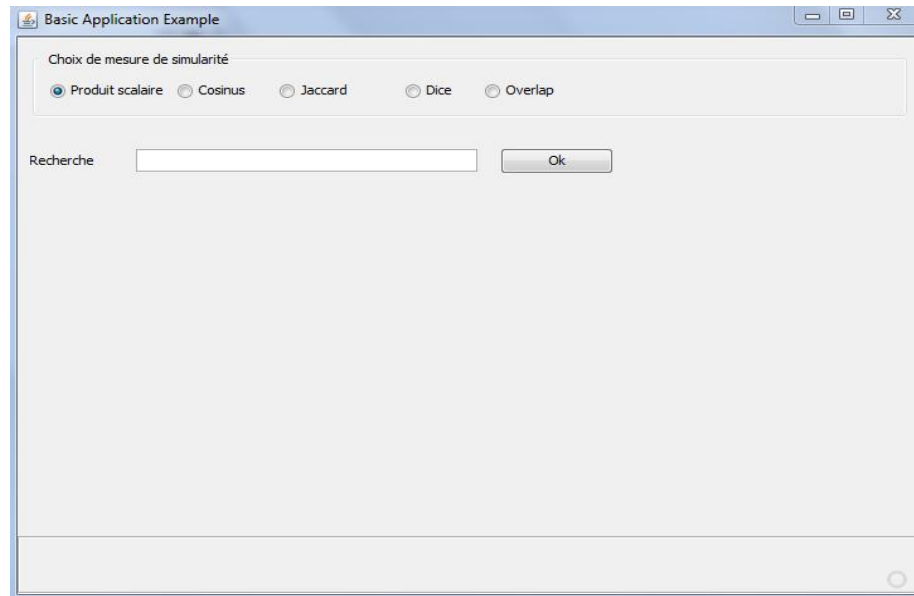 Basic Application Example
Choix de mesure de simularité
Produit scalaire Cosinus Jaccard Dice Overlap
Recherche Ok